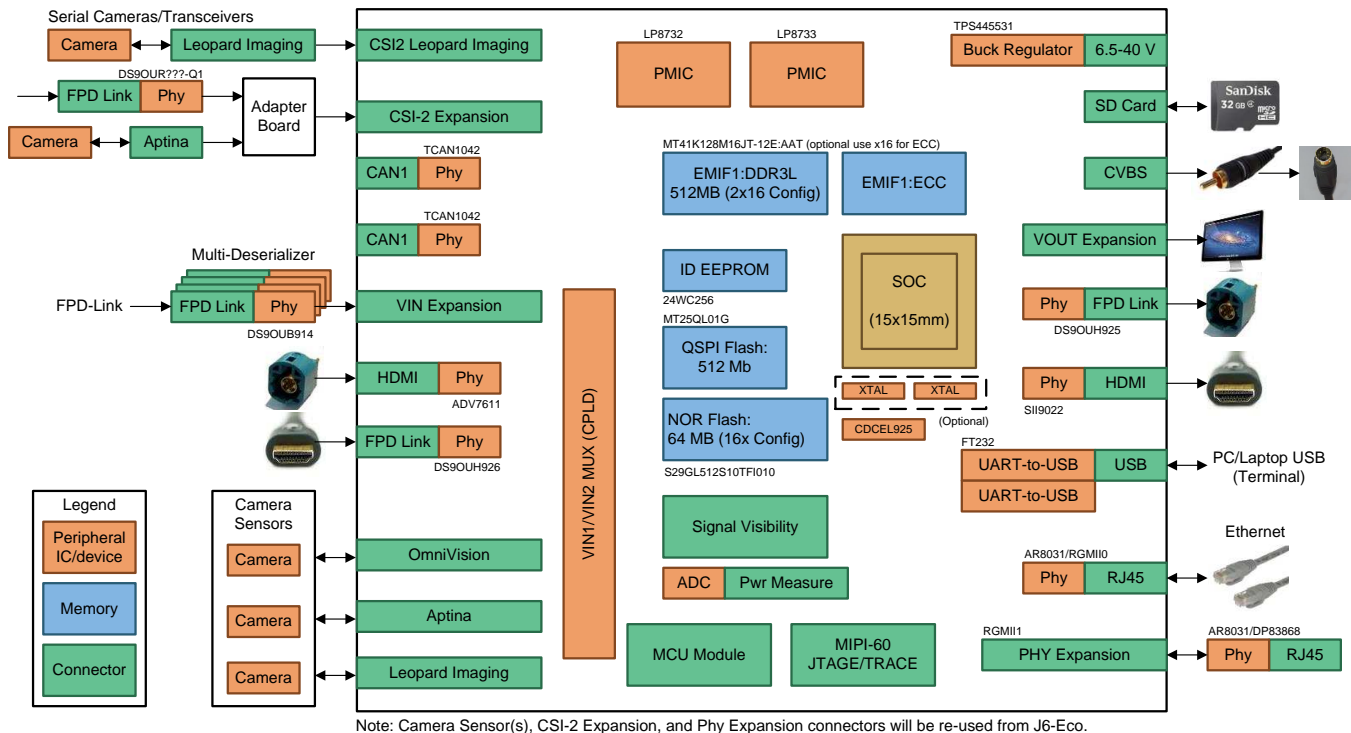 Serial Cameras/Transceivers
Camera
Leopard Imaging
CSI2 Leopard Imaging
DS9OUR???-Q1
FPD Link
Phy
Adapter
Board
CSI-2 Expansion
Camera
Aptina
TCAN1042
CAN1
Phy
TCAN1042
CAN1
Phy
Multi-Deserializer
FPD-Link
FPD Link
Phy
VIN Expansion
DS9OUB914
HDMI
Phy
ADV7611
FPD Link
Phy
DS9OUH926
Legend
Peripheral
IC/device
Memory
Connector
Camera
Sensors
Camera
Camera
Camera
OmniVision
Aptina
Leopard Imaging
VIN1/VIN2 MUX (CPLD)
LP8732
PMIC
LP8733
PMIC
MT41K128M16JT-12E:AAT (optional use x16 for ECC)
EMIF1:DDR3L
512MB (2x16 Config)
EMIF1:ECC
ID EEPROM
24WC256
MT25QL01G
QSPI Flash:
512 Mb
NOR Flash:
64 MB (16x Config)
S29GL512S10TFI010
SOC
(15x15mm)
XTAL
XTAL
(Optional)
CDCEL925
Signal Visibility
ADC
Pwr Measure
MCU Module
MIPI-60
JTAGE/TRACE
TPS445531
Buck Regulator
6.5-40 V
SD Card
SanDisk
32 GB
CVBS
VOUT Expansion
Phy
FPD Link
DS9OUH925
Phy
HDMI
SII9022
FT232
UART-to-USB
USB
UART-to-USB
PC/Laptop USB
(Terminal)
Ethernet
AR8031/RGMII0
Phy
RJ45
RGMII1
PHY Expansion
AR8031/DP83868
Phy
RJ45
Note: Camera Sensor(s), CSI-2 Expansion, and Phy Expansion connectors will be re-used from J6-Eco.